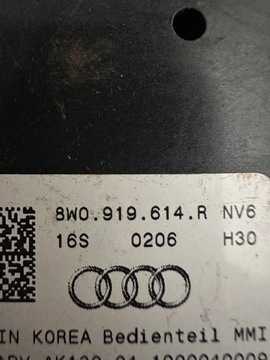 8W0.919.614.R NV6
16S 0206 H30
IN KOREA Bedienteil MMI